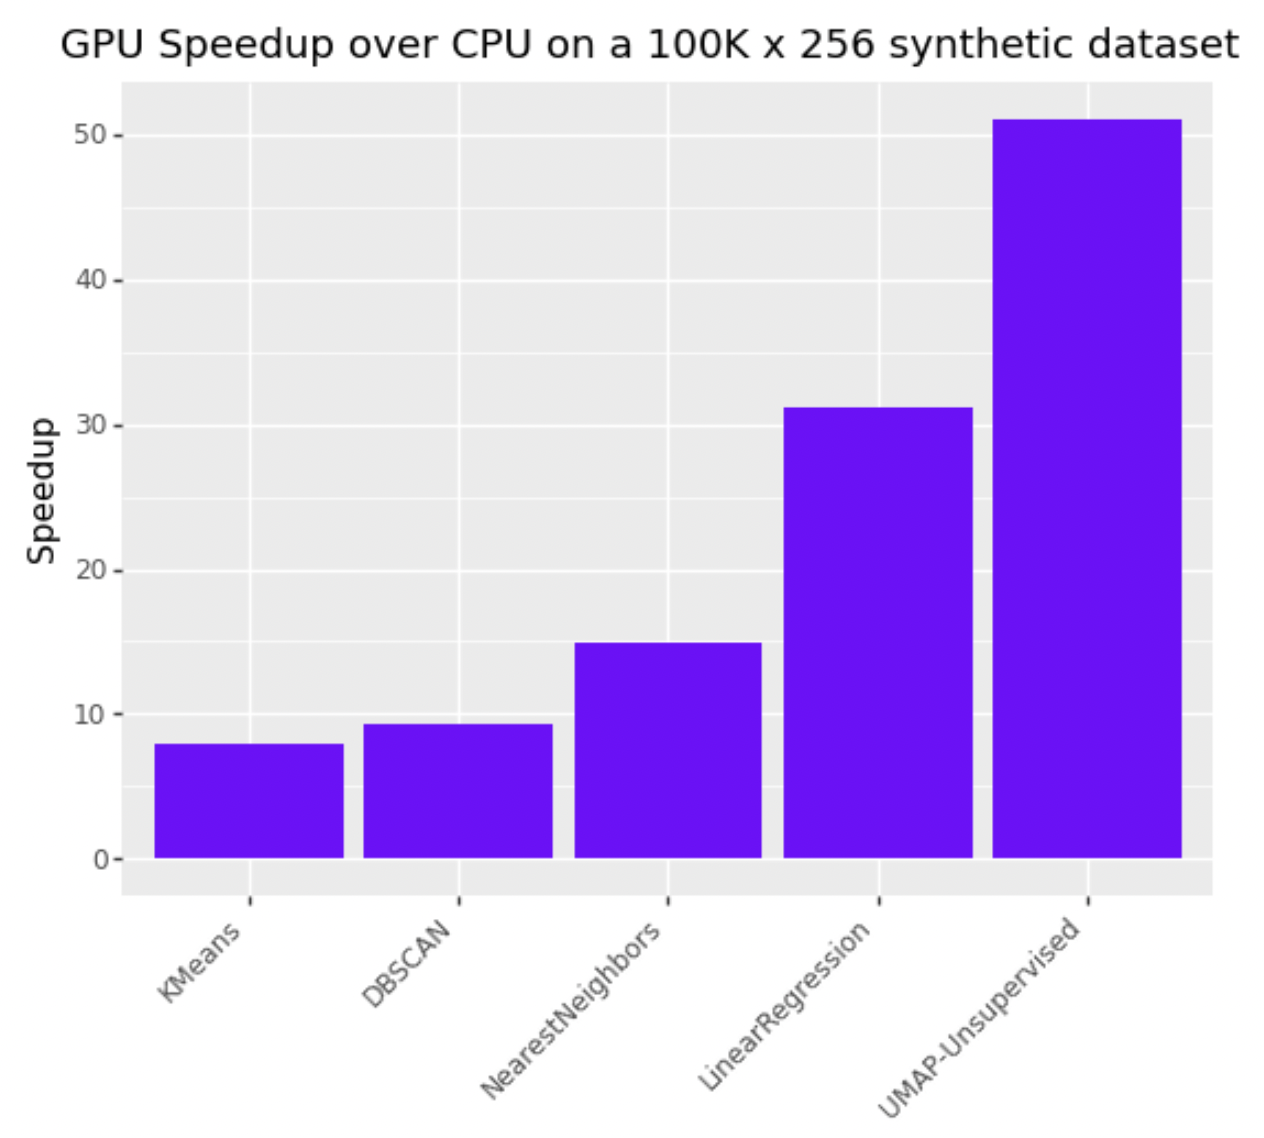 GPU Speedup over CPU on a 100K x 256 synthetic dataset
50
40
30
20
10
0
Speedup
KMeans
DBSCAN
NearestNeighbors
LinearRegression
UMAP-Unsupervised